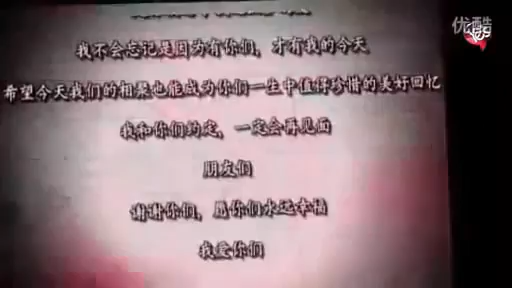 优酷
我不会忘记是因为有你们，才有我的今天
希望今天我们的相聚也能成为你们一生中值得珍惜的美好回忆
我和你们约定，一定会再见面
朋友们
谢谢你们，愿你们永远幸福
我爱你们